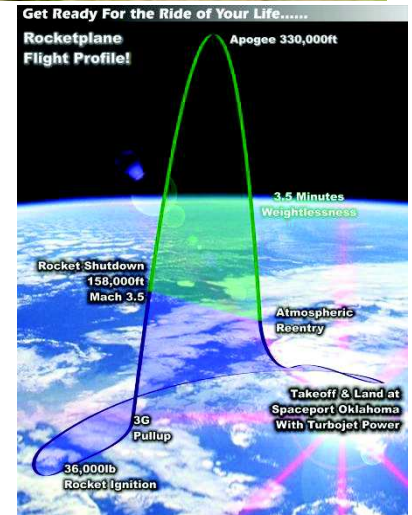 Get Ready For the Ride of Your Life......
Rocketplane
Flight Profile!
Apogee 330,000ft
3.5 Minutes
Weightlessness
Rocket Shutdown
158,000ft
Mach 3.5
Atmospheric
Reentry
Takeoff & Land at
Spaceport Oklahoma
With Turbojet Power
3G
Pullup
36,000lb
Rocket Ignition